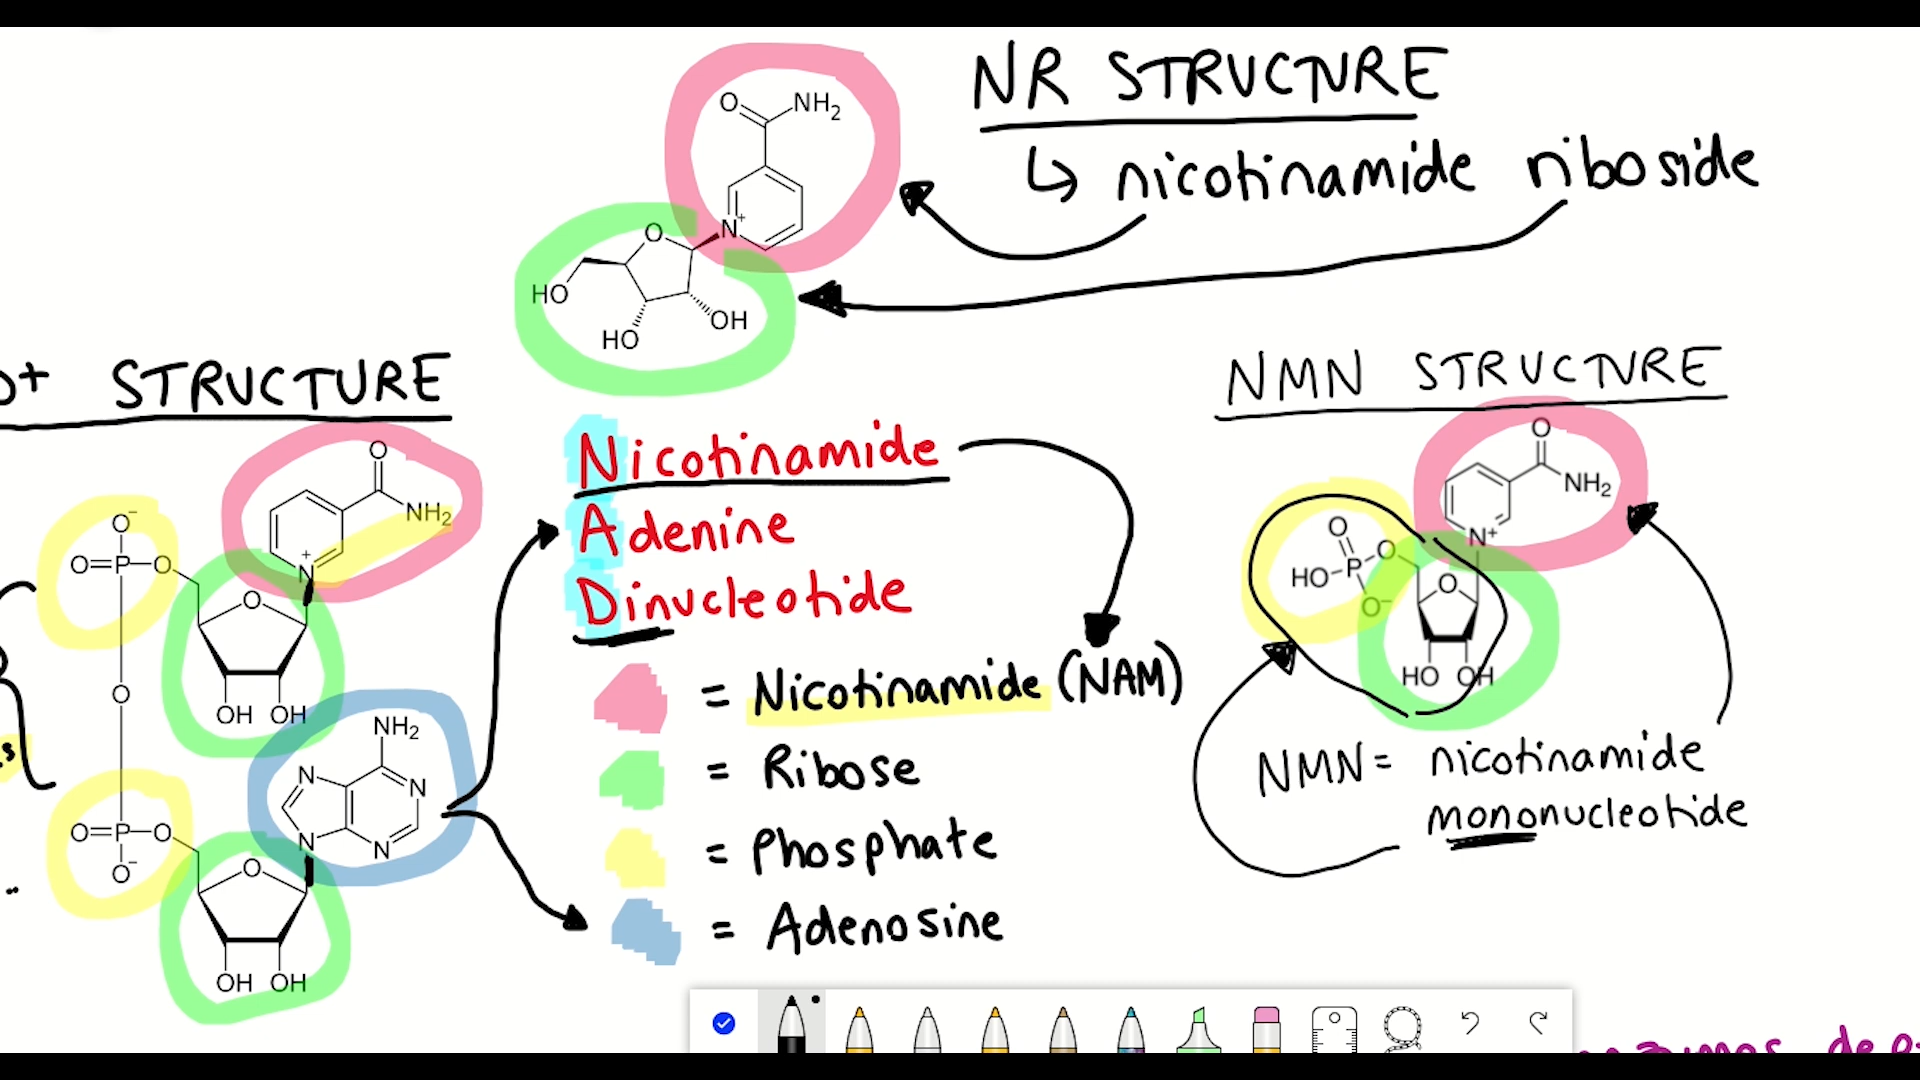 NR STRUCTURE
↳ nicotinamide riboside
O NH2
N+
O
HO
HO OH
STRUCTURE
NMN STRUCTURE
O
NH2
O-
O=P-O
N+
O
OH OH
O
NH2
N
N
N
N
O=P-O
O-
O
OH OH
Nicotinamide
Adenine
Dinucleotide
= Nicotinamide (NAM)
= Ribose
= Phosphate
= Adenosine
O
NH2
N+
O
HO-P O
O-
O
HO OH
NMN = nicotinamide
mononucleotide